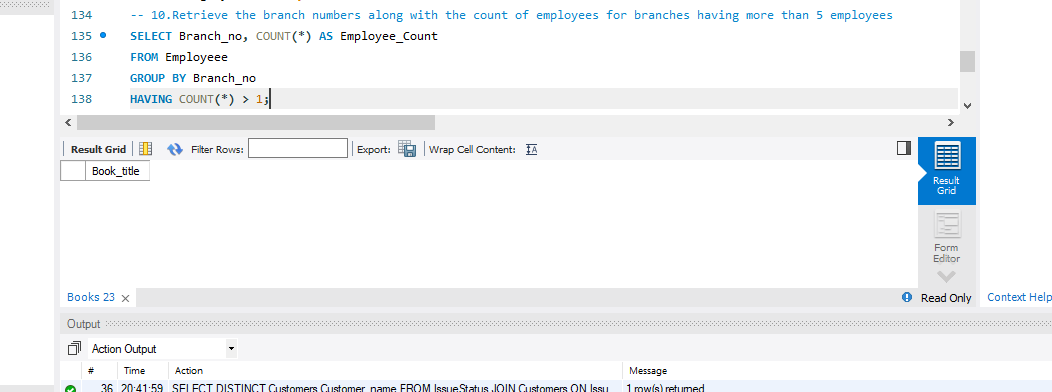 134 -- 10.Retrieve the branch numbers along with the count of employees for branches having more than 5 employees
135 SELECT Branch_no, COUNT(*) AS Employee_Count
136 FROM Employeee
137 GROUP BY Branch_no
138 HAVING COUNT(*) > 1;
Result Grid Filter Rows: Export: Wrap Cell Content:
Book_title
Result
Grid
Form
Editor
Books 23 Read Only Context Help
Output
Action Output
# Time Action Message
36 20:41:59 SELECT DISTINCT Customers.Customer_name FROM IssueStatus JOIN Customers ON Issu... 1 row(s) returned